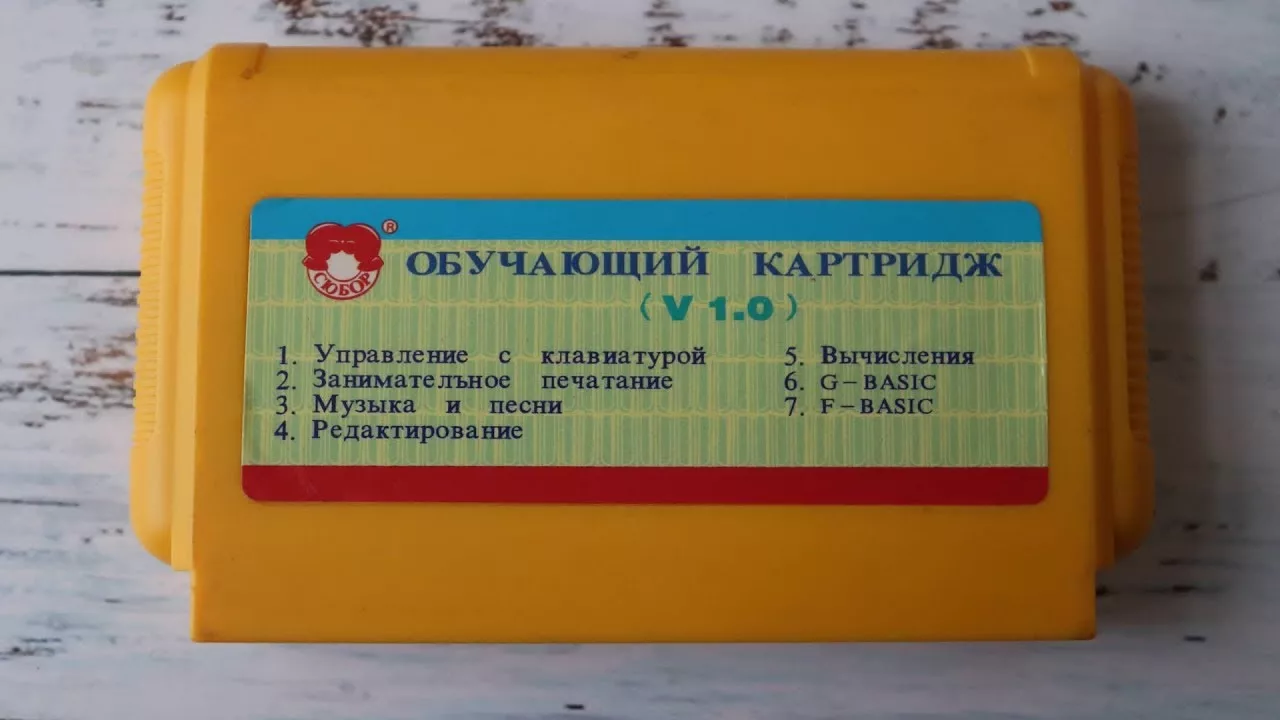 СЮБОР ®
ОБУЧАЮЩИЙ КАРТРИДЖ
(V 1.0)
1. Управление с клавиатурой
2. Занимательное печатание
3. Музыка и песни
4. Редактирование
5. Вычисления
6. G-BASIC
7. F-BASIC